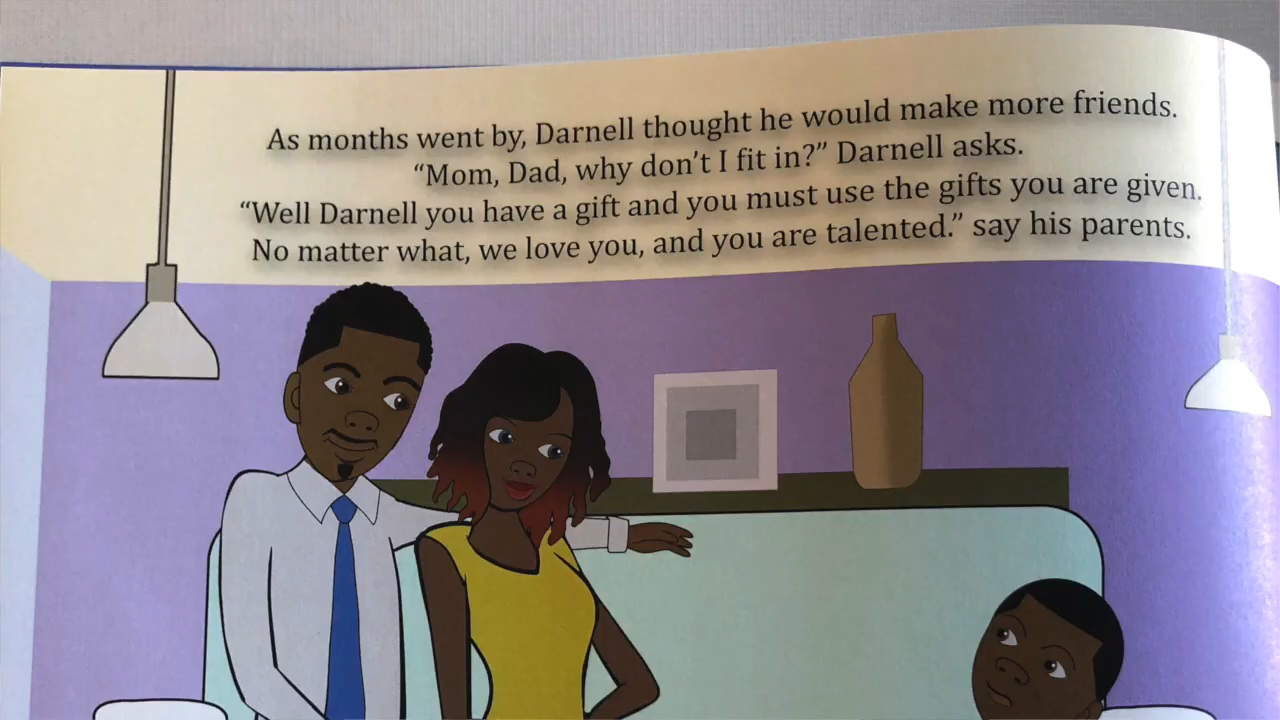 As months went by, Darnell thought he would make more friends.
“Mom, Dad, why don’t I fit in?” Darnell asks.
“Well Darnell you have a gift and you must use the gifts you are given.
No matter what, we love you, and you are talented.” say his parents.